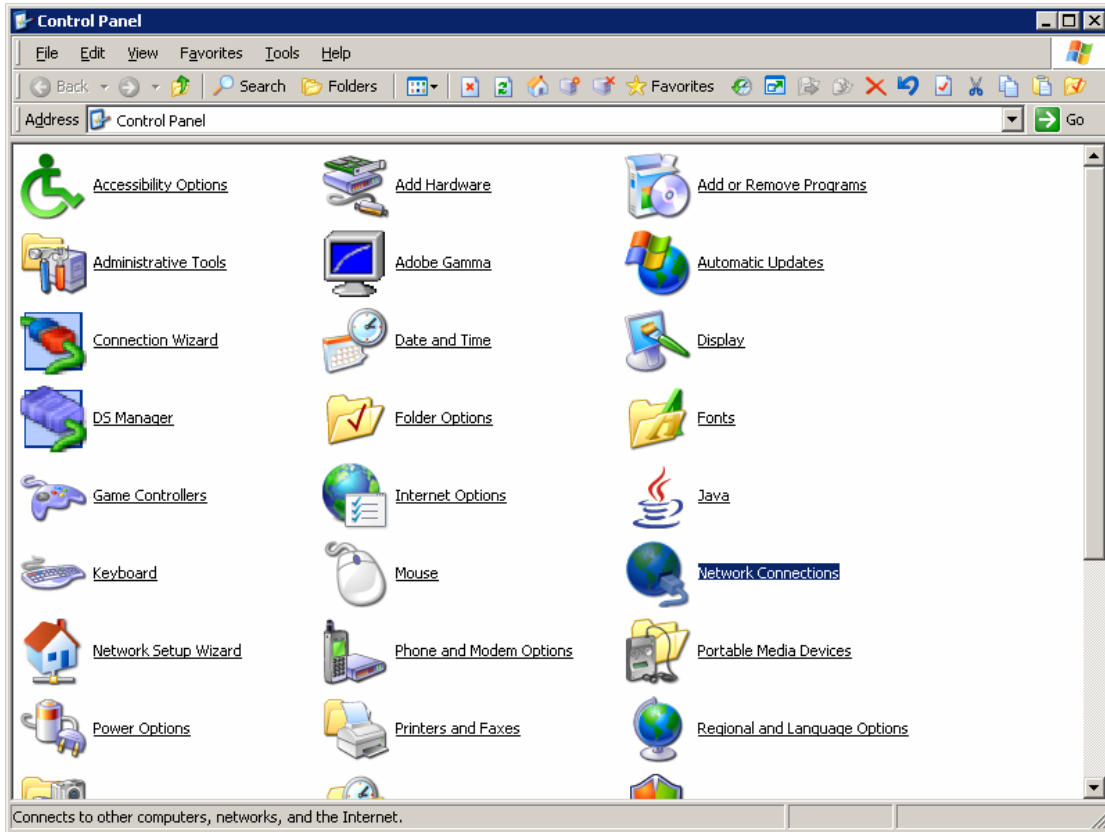 Control Panel
File Edit View Favorites Tools Help
Back Search Folders Favorites
Address Control Panel Go
Accessibility Options Add Hardware Add or Remove Programs
Administrative Tools Adobe Gamma Automatic Updates
Connection Wizard Date and Time Display
DS Manager Folder Options Fonts
Game Controllers Internet Options Java
Keyboard Mouse Network Connections
Network Setup Wizard Phone and Modem Options Portable Media Devices
Power Options Printers and Faxes Regional and Language Options
Connects to other computers, networks, and the Internet.